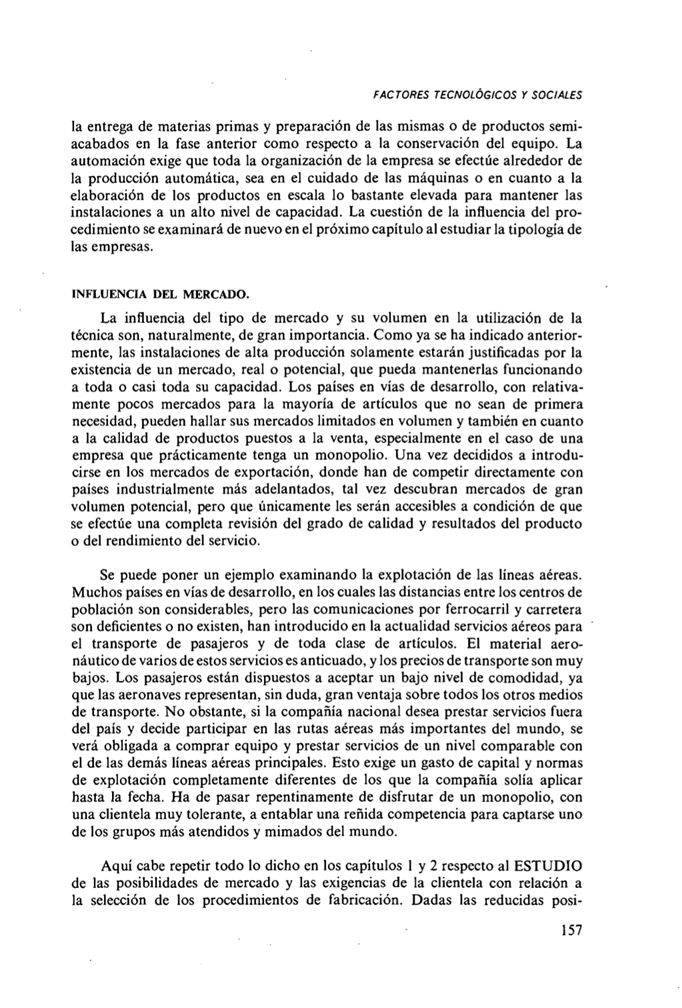 FACTORES TECNOLÓGICOS Y SOCIALES
la entrega de materias primas y preparación de las mismas o de productos semi-
acabados en la fase anterior como respecto a la conservación del equipo. La
automación exige que toda la organización de la empresa se efectúe alrededor de
la producción automática, sea en el cuidado de las máquinas o en cuanto a la
elaboración de los productos en escala lo bastante elevada para mantener las
instalaciones a un alto nivel de capacidad. La cuestión de la influencia del pro-
cedimiento se examinará de nuevo en el próximo capítulo al estudiar la tipología de
las empresas.
INFLUENCIA DEL MERCADO.
La influencia del tipo de mercado y su volumen en la utilización de la
técnica son, naturalmente, de gran importancia. Como ya se ha indicado anterior-
mente, las instalaciones de alta producción solamente estarán justificadas por la
existencia de un mercado, real o potencial, que pueda mantenerlas funcionando
a toda o casi toda su capacidad. Los países en vías de desarrollo, con relativa-
mente pocos mercados para la mayoría de artículos que no sean de primera
necesidad, pueden hallar sus mercados limitados en volumen y también en cuanto
a la calidad de productos puestos a la venta, especialmente en el caso de una
empresa que prácticamente tenga un monopolio. Una vez decididos a introdu-
cirse en los mercados de exportación, donde han de competir directamente con
países industrialmente más adelantados, tal vez descubran mercados de gran
volumen potencial, pero que únicamente les serán accesibles a condición de que
se efectúe una completa revisión del grado de calidad y resultados del producto
o del rendimiento del servicio.
Se puede poner un ejemplo examinando la explotación de las líneas aéreas.
Muchos países en vías de desarrollo, en los cuales las distancias entre los centros de
población son considerables, pero las comunicaciones por ferrocarril y carretera
son deficientes o no existen, han introducido en la actualidad servicios aéreos para
el transporte de pasajeros y de toda clase de artículos. El material aero-
náutico de varios de estos servicios es anticuado, y los precios de transporte son muy
bajos. Los pasajeros están dispuestos a aceptar un bajo nivel de comodidad, ya
que las aeronaves representan, sin duda, gran ventaja sobre todos los otros medios
de transporte. No obstante, si la compañía nacional desea prestar servicios fuera
del país y decide participar en las rutas aéreas más importantes del mundo, se
verá obligada a comprar equipo y prestar servicios de un nivel comparable con
el de las demás líneas aéreas principales. Esto exige un gasto de capital y normas
de explotación completamente diferentes de los que la compañía solía aplicar
hasta la fecha. Ha de pasar repentinamente de disfrutar de un monopolio, con
una clientela muy tolerante, a entablar una reñida competencia para captarse uno
de los grupos más atendidos y mimados del mundo.
Aquí cabe repetir todo lo dicho en los capítulos 1 y 2 respecto al ESTUDIO
de las posibilidades de mercado y las exigencias de la clientela con relación a
la selección de los procedimientos de fabricación. Dadas las reducidas posi-
157